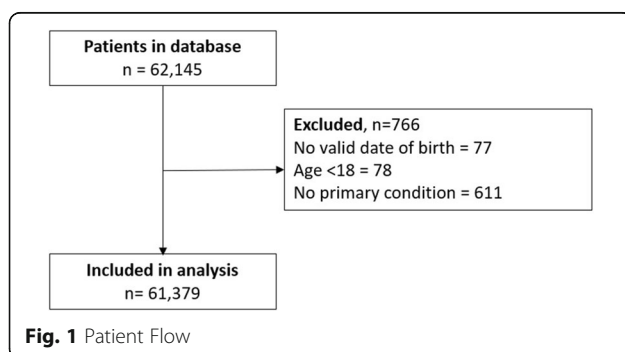 Patients in database
n = 62,145
Excluded, n=766
No valid date of birth = 77
Age <18 = 78
No primary condition = 611
Included in analysis
n= 61,379
Fig. 1 Patient Flow